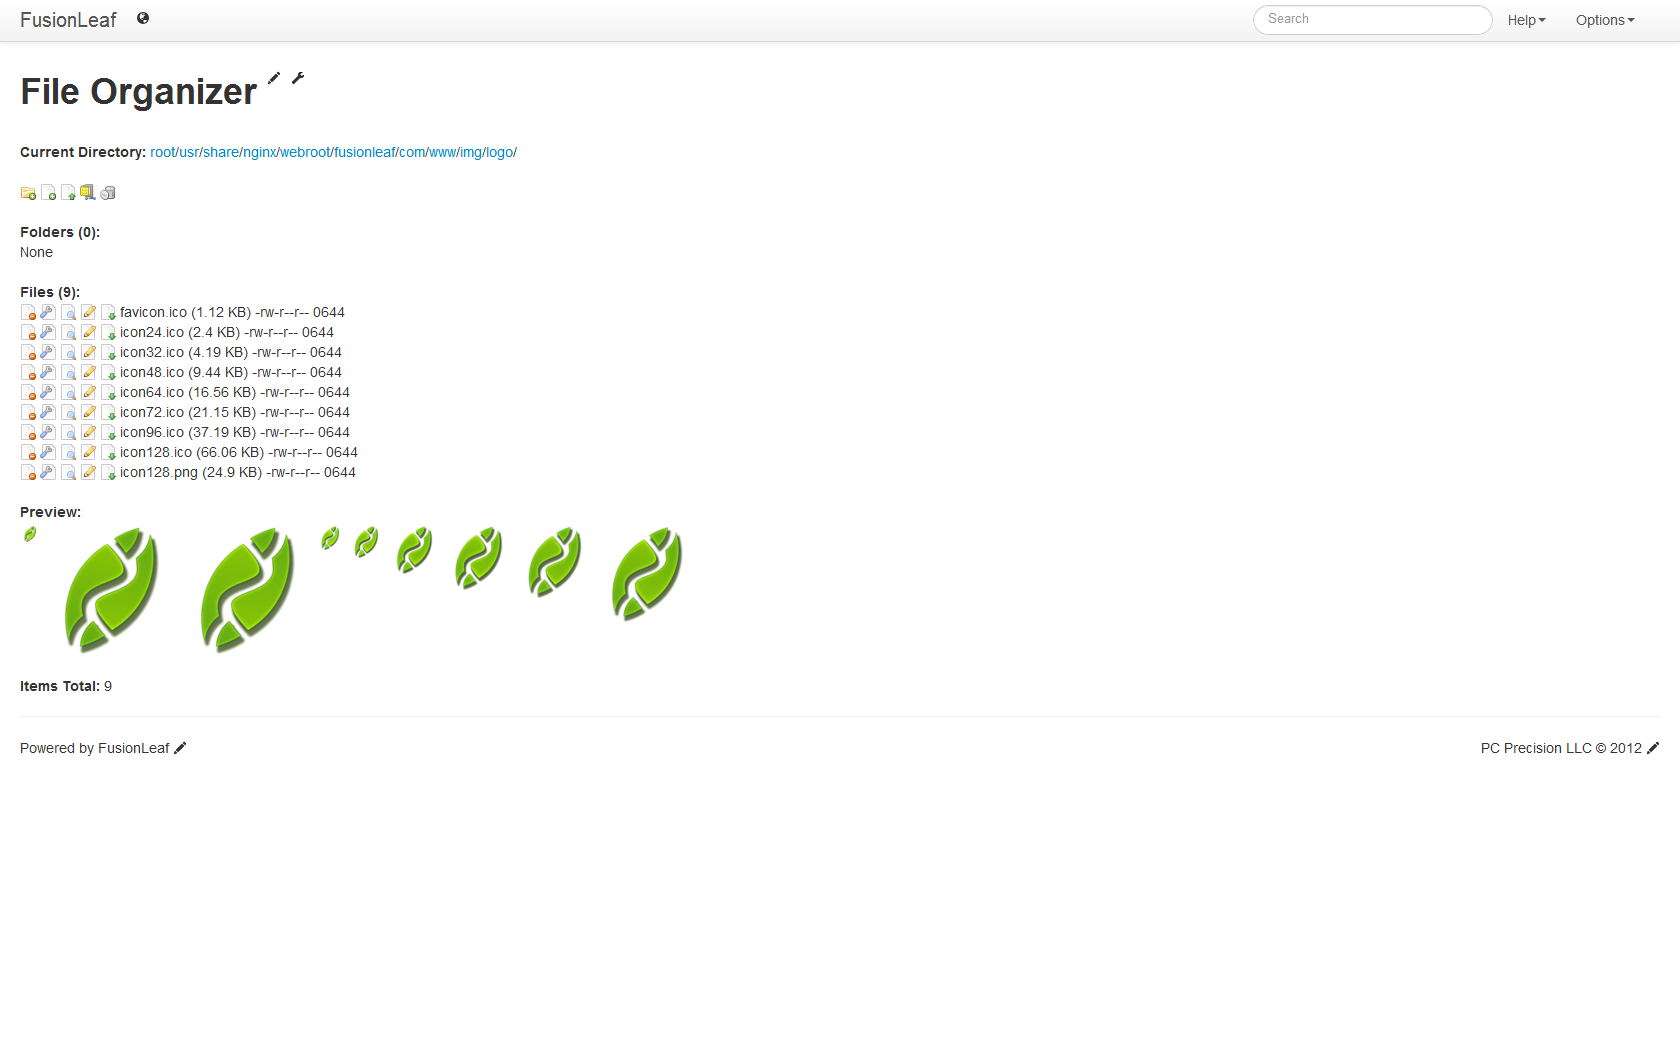 FusionLeaf
Search
Help
Options
File Organizer
Current Directory: root/usr/share/nginx/webroot/fusionleaf/com/www/img/logo/
Folders (0):
None
Files (9):
favicon.ico (1.12 KB) -rw-r--r-- 0644
icon24.ico (2.4 KB) -rw-r--r-- 0644
icon32.ico (4.19 KB) -rw-r--r-- 0644
icon48.ico (9.44 KB) -rw-r--r-- 0644
icon64.ico (16.56 KB) -rw-r--r-- 0644
icon72.ico (21.15 KB) -rw-r--r-- 0644
icon96.ico (37.19 KB) -rw-r--r-- 0644
icon128.ico (66.06 KB) -rw-r--r-- 0644
icon128.png (24.9 KB) -rw-r--r-- 0644
Preview:
Items Total: 9
Powered by FusionLeaf
PC Precision LLC © 2012